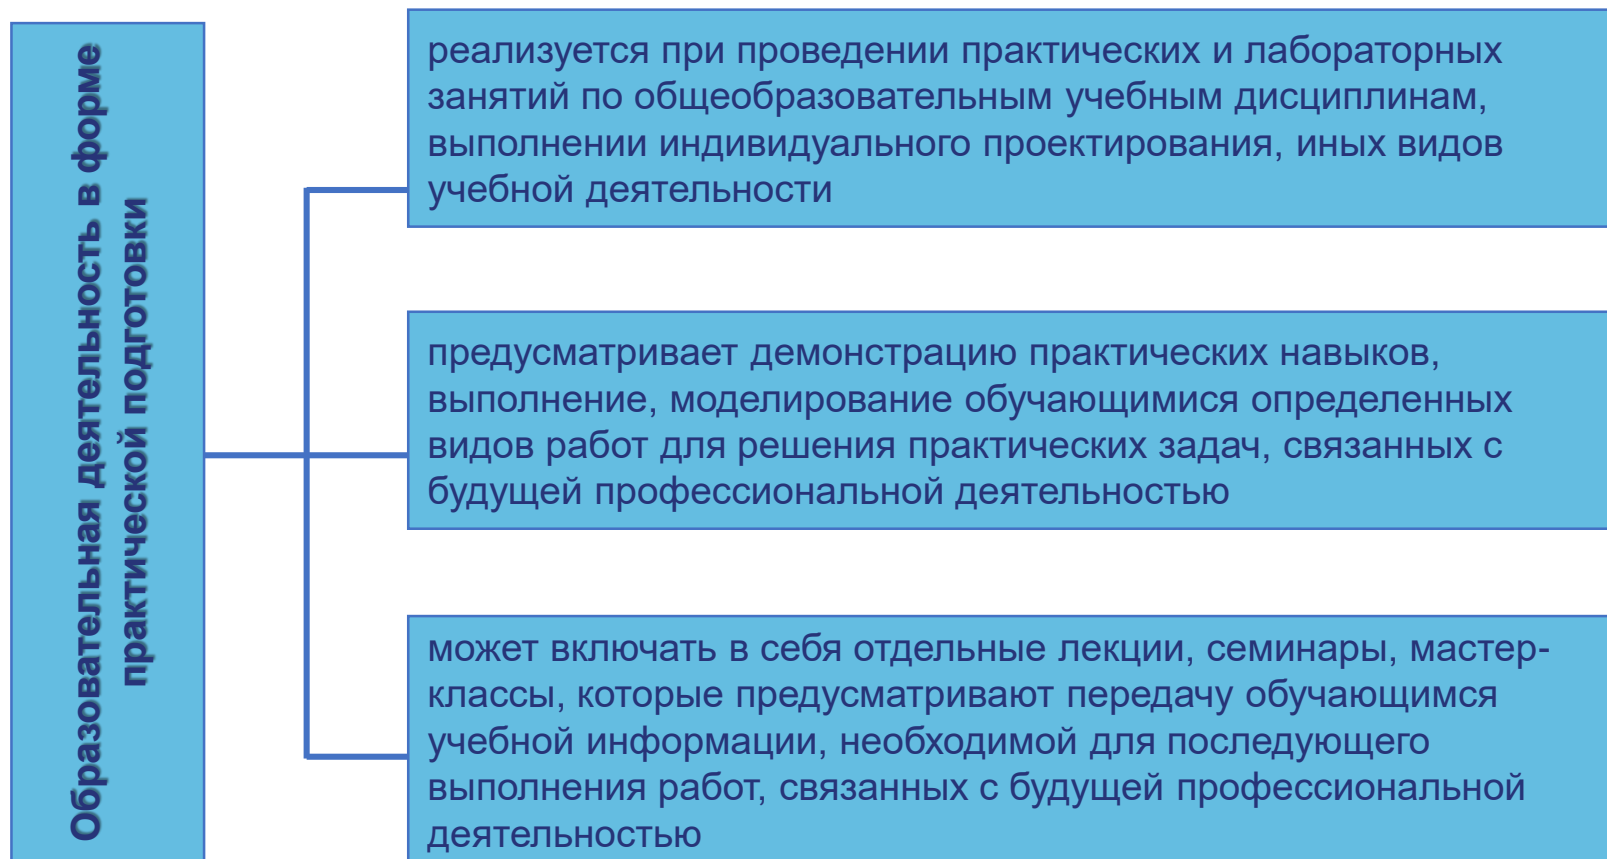 Образовательная деятельность в форме
практической подготовки
реализуется при проведении практических и лабораторных
занятий по общеобразовательным учебным дисциплинам,
выполнении индивидуального проектирования, иных видов
учебной деятельности
предусматривает демонстрацию практических навыков,
выполнение, моделирование обучающимися определенных
видов работ для решения практических задач, связанных с
будущей профессиональной деятельностью
может включать в себя отдельные лекции, семинары, мастер-
классы, которые предусматривают передачу обучающимся
учебной информации, необходимой для последующего
выполнения работ, связанных с будущей профессиональной
деятельностью